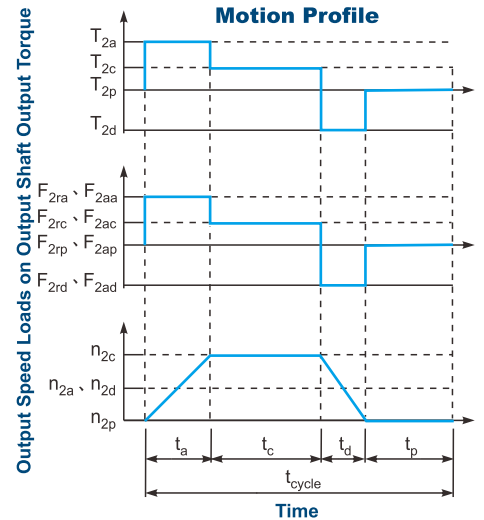 Motion Profile
Output Speed Loads on Output Shaft Output Torque
T2a
T2c
T2p
T2d
F2ra、F2aa
F2rc、F2ac
F2rp、F2ap
F2rd、F2ad
n2c
n2a、n2d
n2p
ta
tc
td
tp
tcycle
Time